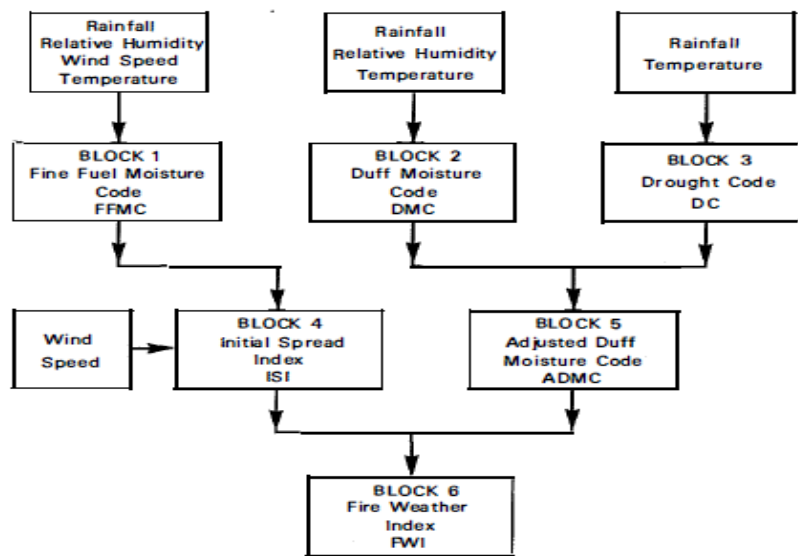 Rainfall
Relative Humidity
Wind Speed
Temperature
Rainfall
Relative Humidity
Temperature
Rainfall
Temperature
BLOCK 1
Fine Fuel Moisture
Code
FFMC
BLOCK 2
Duff Moisture
Code
DMC
BLOCK 3
Drought Code
DC
Wind
Speed
BLOCK 4
Initial Spread
Index
ISI
BLOCK 5
Adjusted Duff
Moisture Code
ADMC
BLOCK 6
Fire Weather
Index
FWI